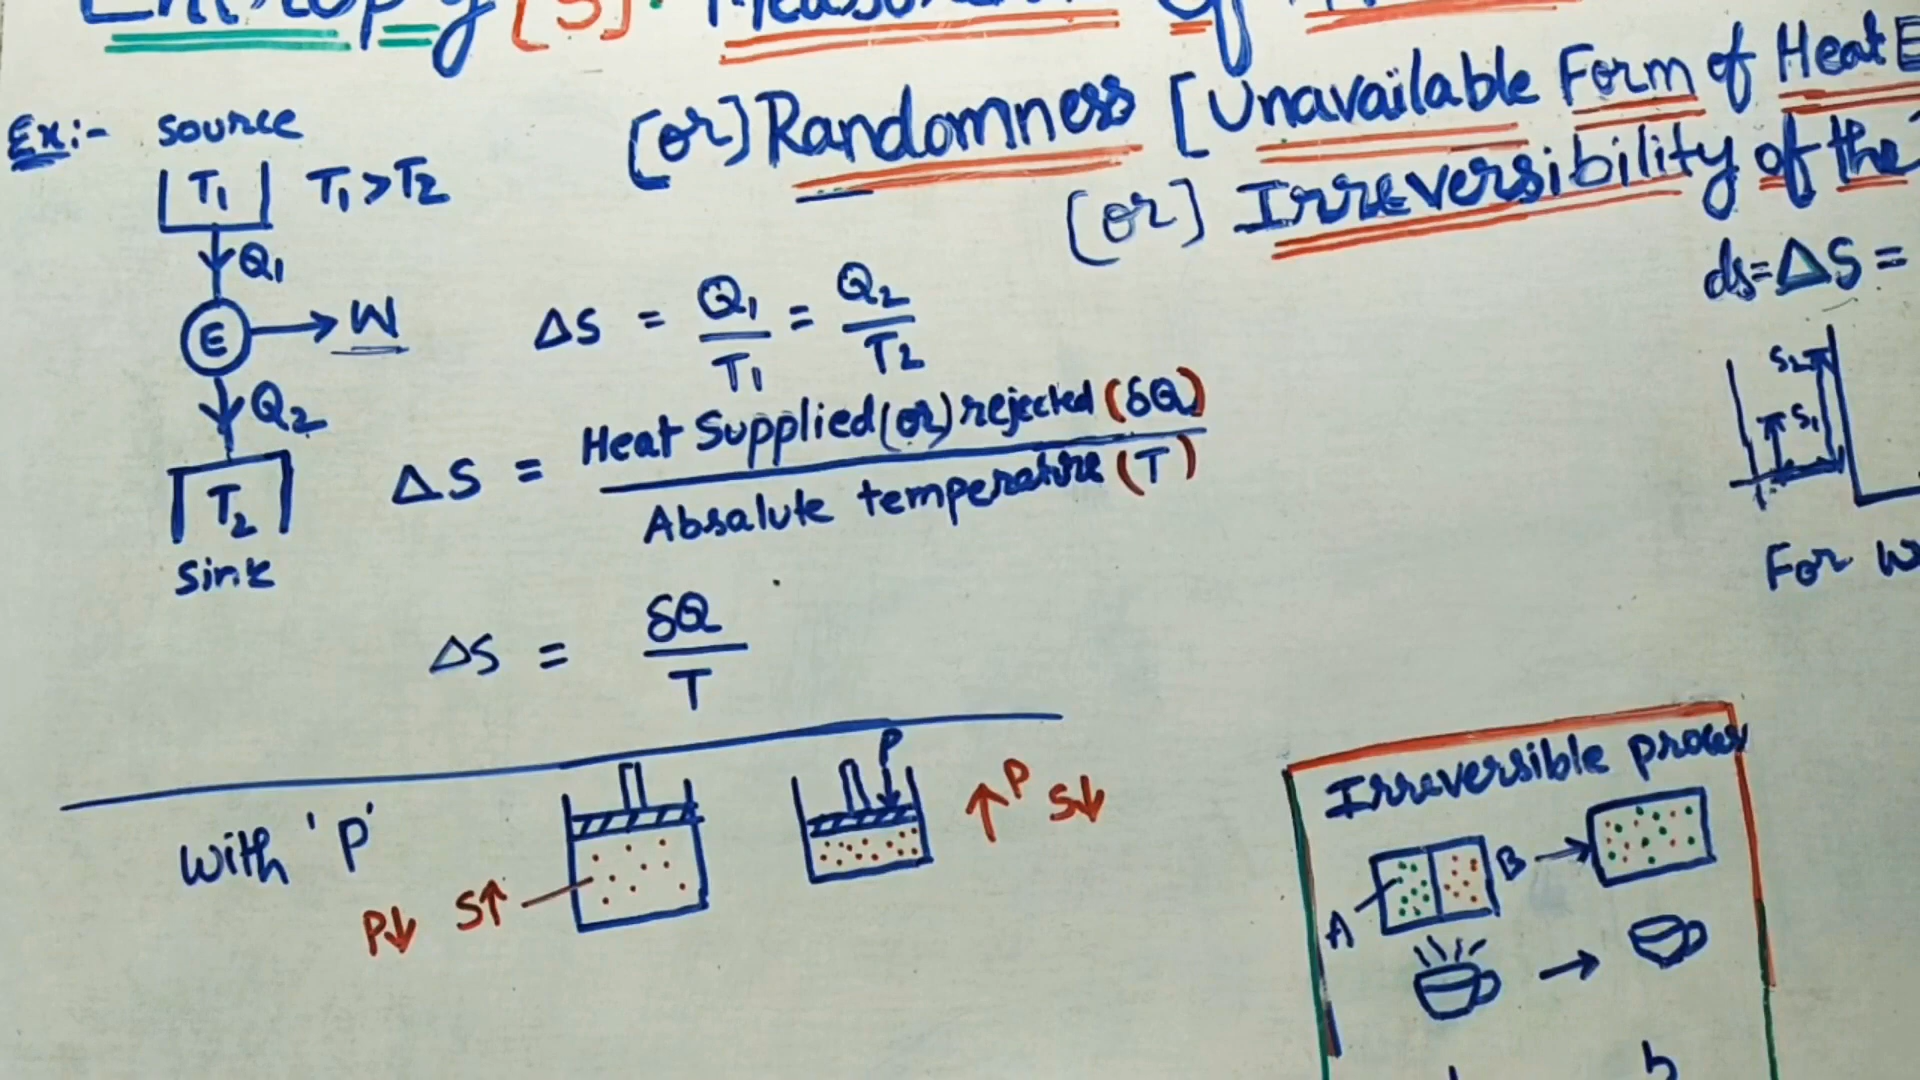 Entropy [S]:
(or) Randomness [Unavailable Form of Heat
(or) Irreversibility of the
Ex:- source
T₁ T₁>T₂
Q₁
E W
Q₂
T₂
Sink
ΔS = Q₁/T₁ = Q₂/T₂
ΔS = Heat Supplied (or) rejected (δQ)
Absalute temperature (T)
ΔS = δQ/T
ds=ΔS =
S₂
S₁
For
with 'P'
P↓ S↑
P
↑P S↓
Irreversible proces
A B